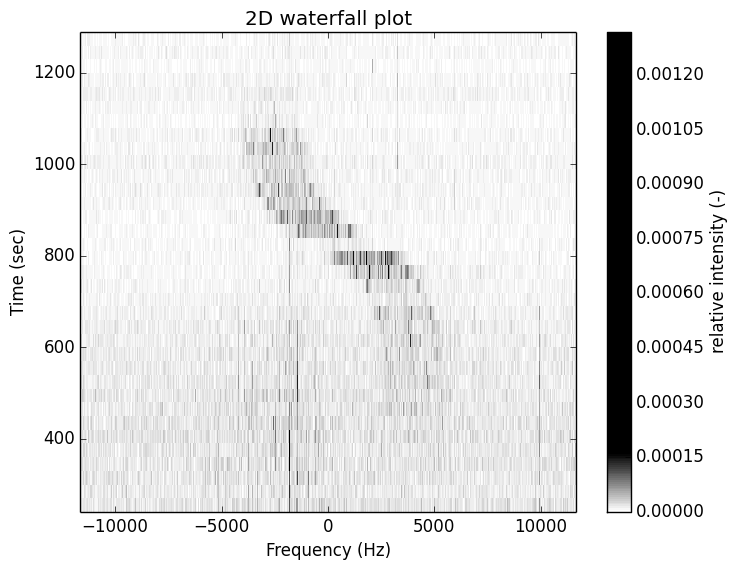 2D waterfall plot
1200
1000
800
600
400
Time (sec)
−10000 −5000 0 5000 10000
Frequency (Hz)
0.00120
0.00105
0.00090
0.00075
0.00060
0.00045
0.00030
0.00015
0.00000
relative intensity (-)